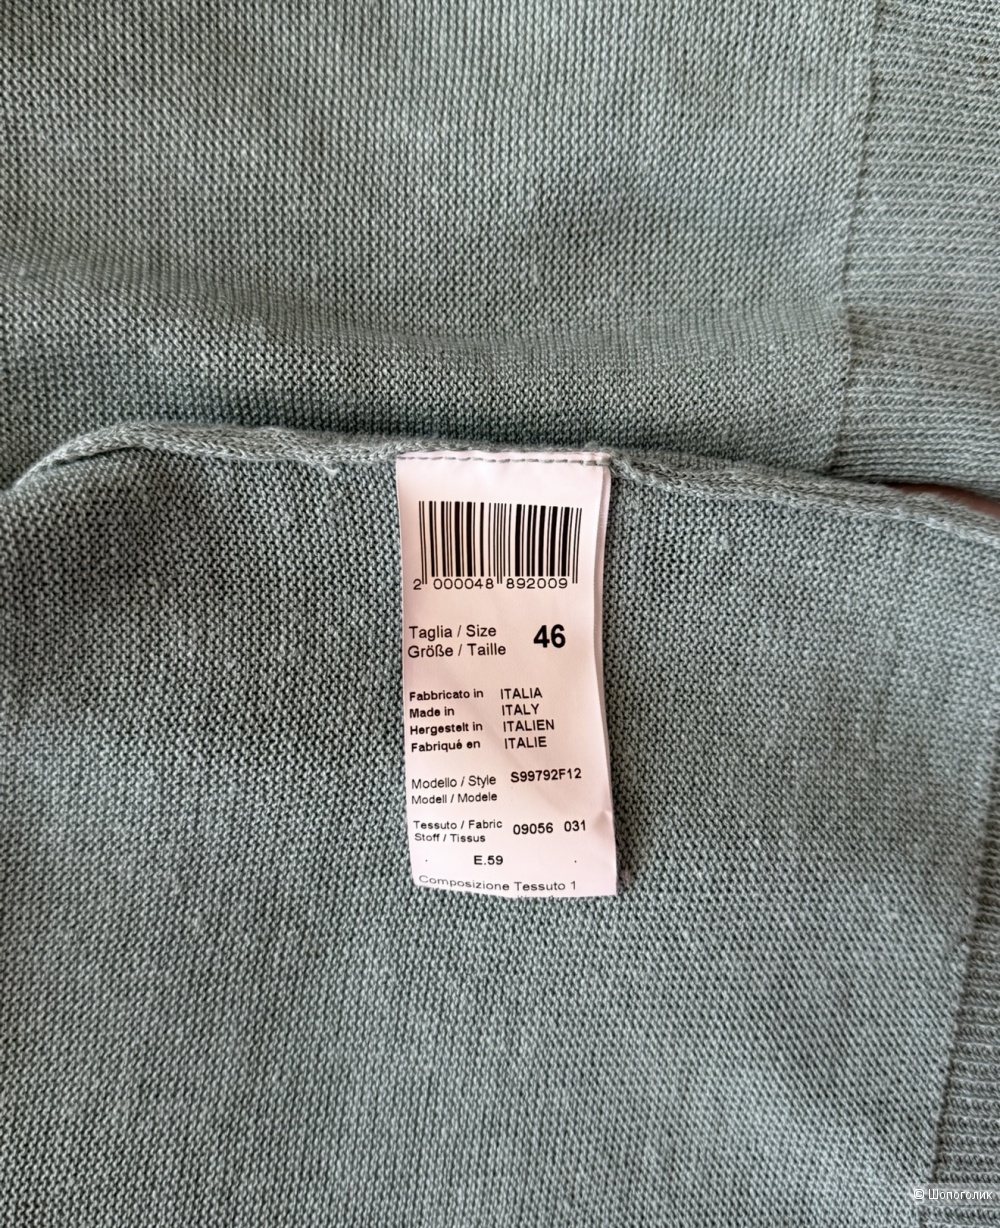 2 000048 892009
Taglia / Size 46
Größe / Taille
Fabbricato in ITALIA
Made in ITALY
Hergestelt in ITALIEN
Fabriqué en ITALIE
Modello / Style S99792F12
Modell / Modele
Tessuto / Fabric 09056 031
Stoff / Tissus
. E.59 .
Composizione Tessuto 1
© Шопоголик